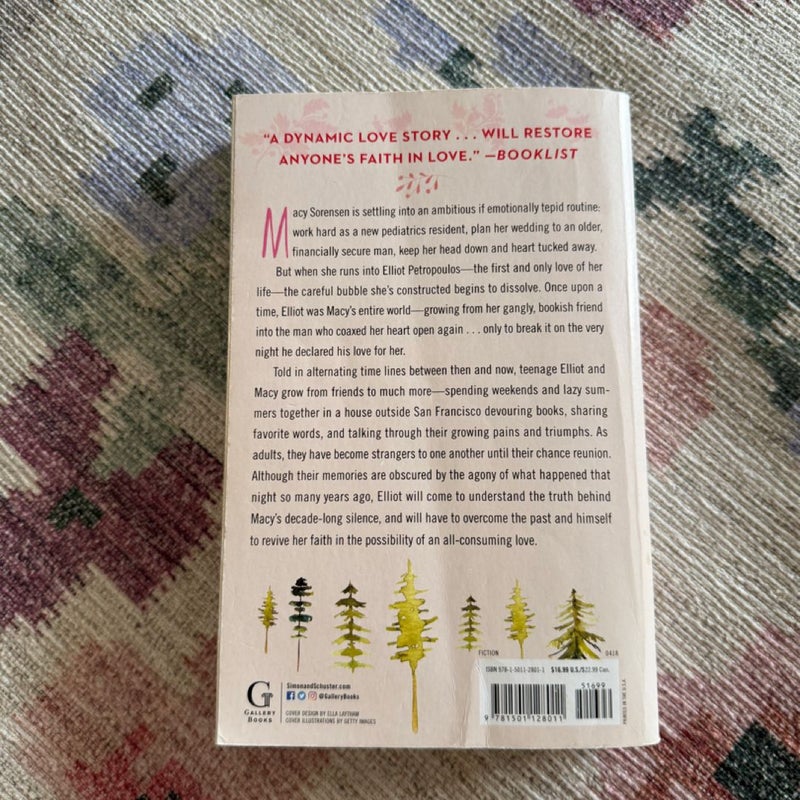 “A DYNAMIC LOVE STORY . . . WILL RESTORE
ANYONE’S FAITH IN LOVE.” —BOOKLIST
Macy Sorensen is settling into an ambitious if emotionally tepid routine:
work hard as a new pediatrics resident, plan her wedding to an older,
financially secure man, keep her head down and heart tucked away.
But when she runs into Elliot Petropoulos—the first and only love of her
life—the careful bubble she’s constructed begins to dissolve. Once upon a
time, Elliot was Macy’s entire world—growing from her gangly, bookish friend
into the man who coaxed her heart open again . . . only to break it on the very
night he declared his love for her.
Told in alternating time lines between then and now, teenage Elliot and
Macy grow from friends to much more—spending weekends and lazy sum-
mers together in a house outside San Francisco devouring books, sharing
favorite words, and talking through their growing pains and triumphs. As
adults, they have become strangers to one another until their chance reunion.
Although their memories are obscured by the agony of what happened that
night so many years ago, Elliot will come to understand the truth behind
Macy’s decade-long silence, and will have to overcome the past and himself
to revive her faith in the possibility of an all-consuming love.
FICTION 0418
ISBN 978-1-5011-2801-1 $16.99 U.S./$22.99 Can.
51699
9 781501 128011
PRINTED IN THE U.S.A.
G
GALLERY
BOOKS
SimonandSchuster.com
@GalleryBooks
COVER DESIGN BY ELLA LAYTHAM
COVER ILLUSTRATIONS BY GETTY IMAGES